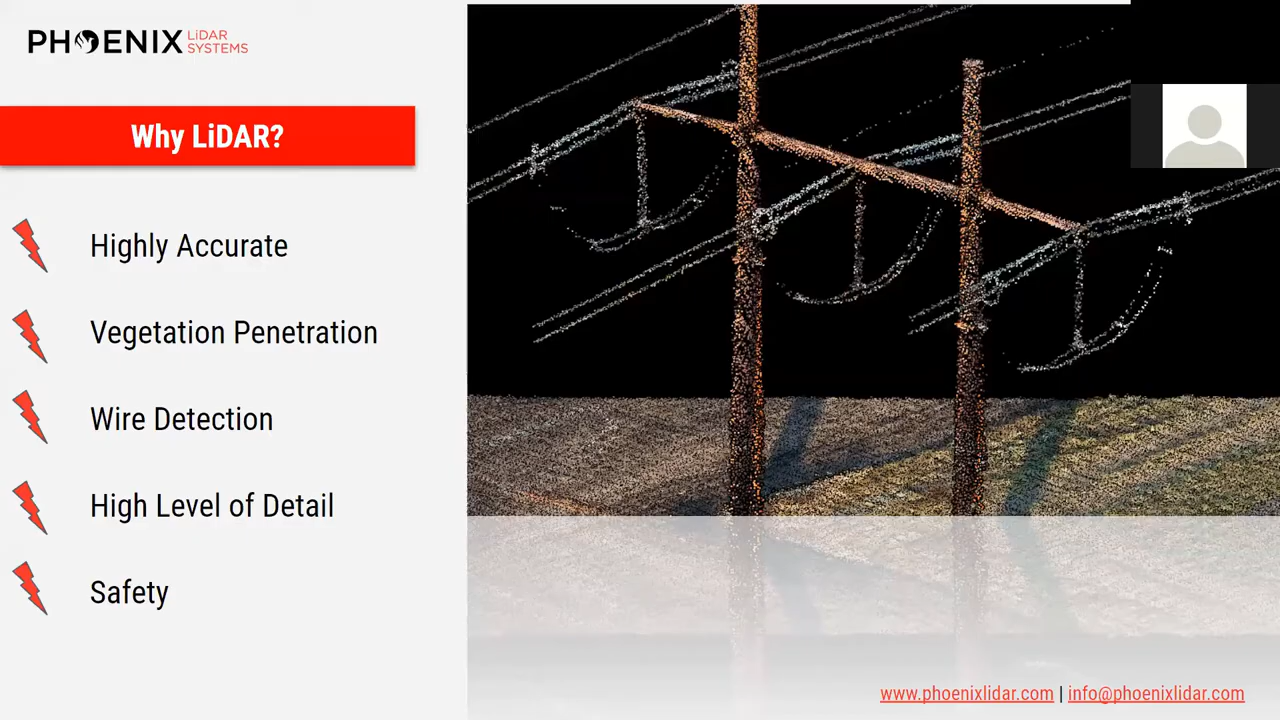 PHOENIX LiDAR
SYSTEMS
Why LiDAR?
Highly Accurate
Vegetation Penetration
Wire Detection
High Level of Detail
Safety
www.phoenixlidar.com | info@phoenixlidar.com